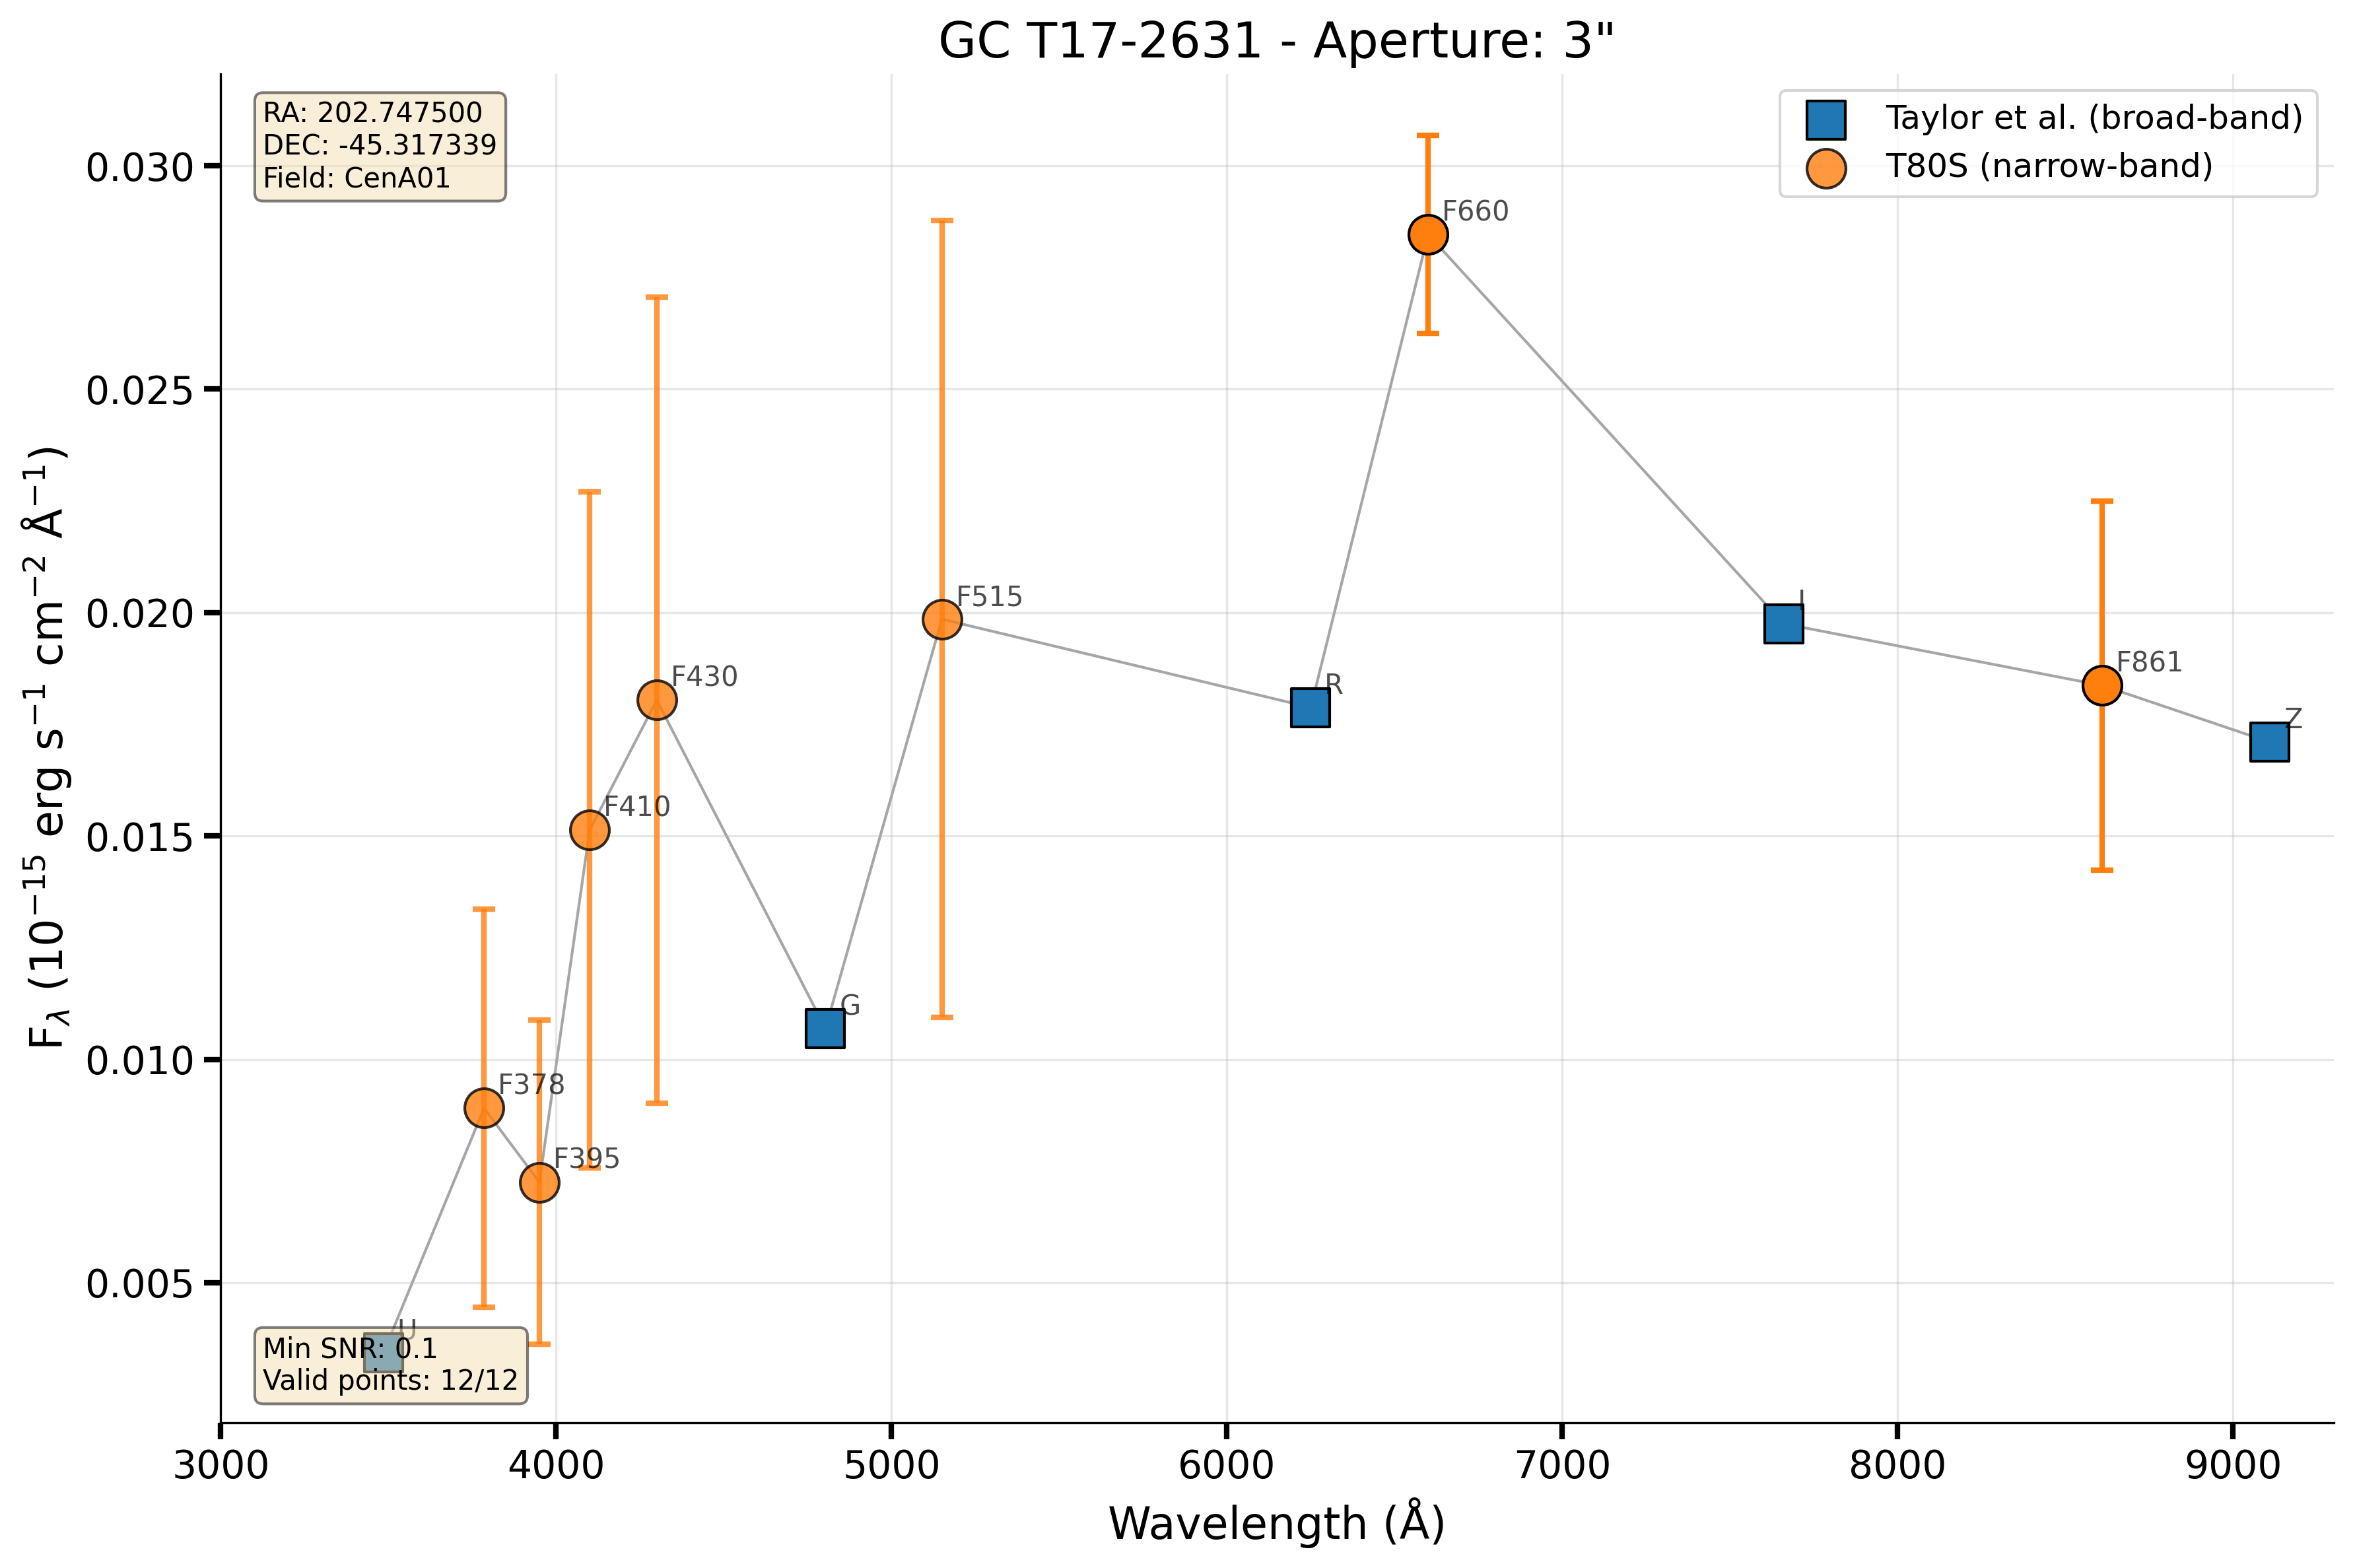 GC T17-2631 - Aperture: 3"
RA: 202.747500
DEC: -45.317339
Field: CenA01
Taylor et al. (broad-band)
T80S (narrow-band)
F_λ (10⁻¹⁵ erg s⁻¹ cm⁻² Å⁻¹)
0.030
0.025
0.020
0.015
0.010
0.005
U
F378
F395
F410
F430
G
F515
R
F660
I
F861
Z
Min SNR: 0.1
Valid points: 12/12
3000 4000 5000 6000 7000 8000 9000
Wavelength (Å)